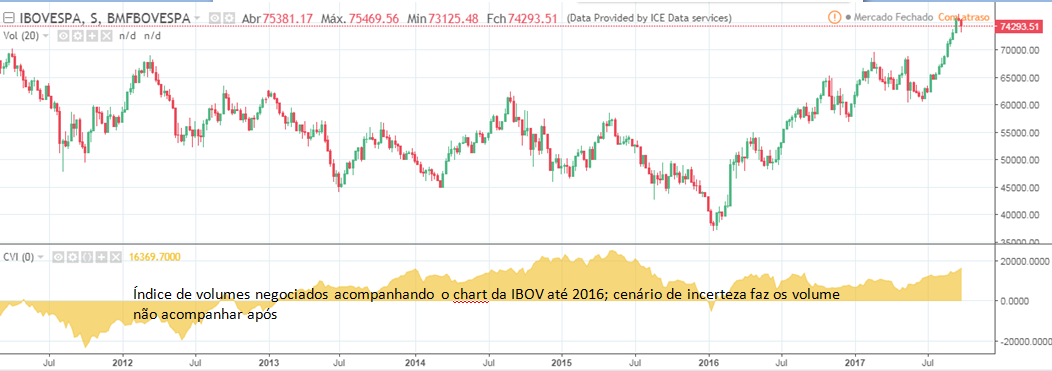 IBOVESPA, S, BMFBOVESPA Abr 75381.17 Máx. 75469.56 Min 73125.48 Fch 74293.51 (Data Provided by ICE Data services) Mercado Fechado Com atraso
74293.51
Vol (20) n/d n/d
70000.00
65000.00
60000.00
55000.00
50000.00
45000.00
40000.00
35000.00
CVI (0) 16369.7000
20000.0000
Índice de volumes negociados acompanhando o chart da IBOV até 2016; cenário de incerteza faz os volume
não acompanhar após
0.0000
-20000.0000
Jul 2012 Jul 2013 Jul 2014 Jul 2015 Jul 2016 Jul 2017 Jul